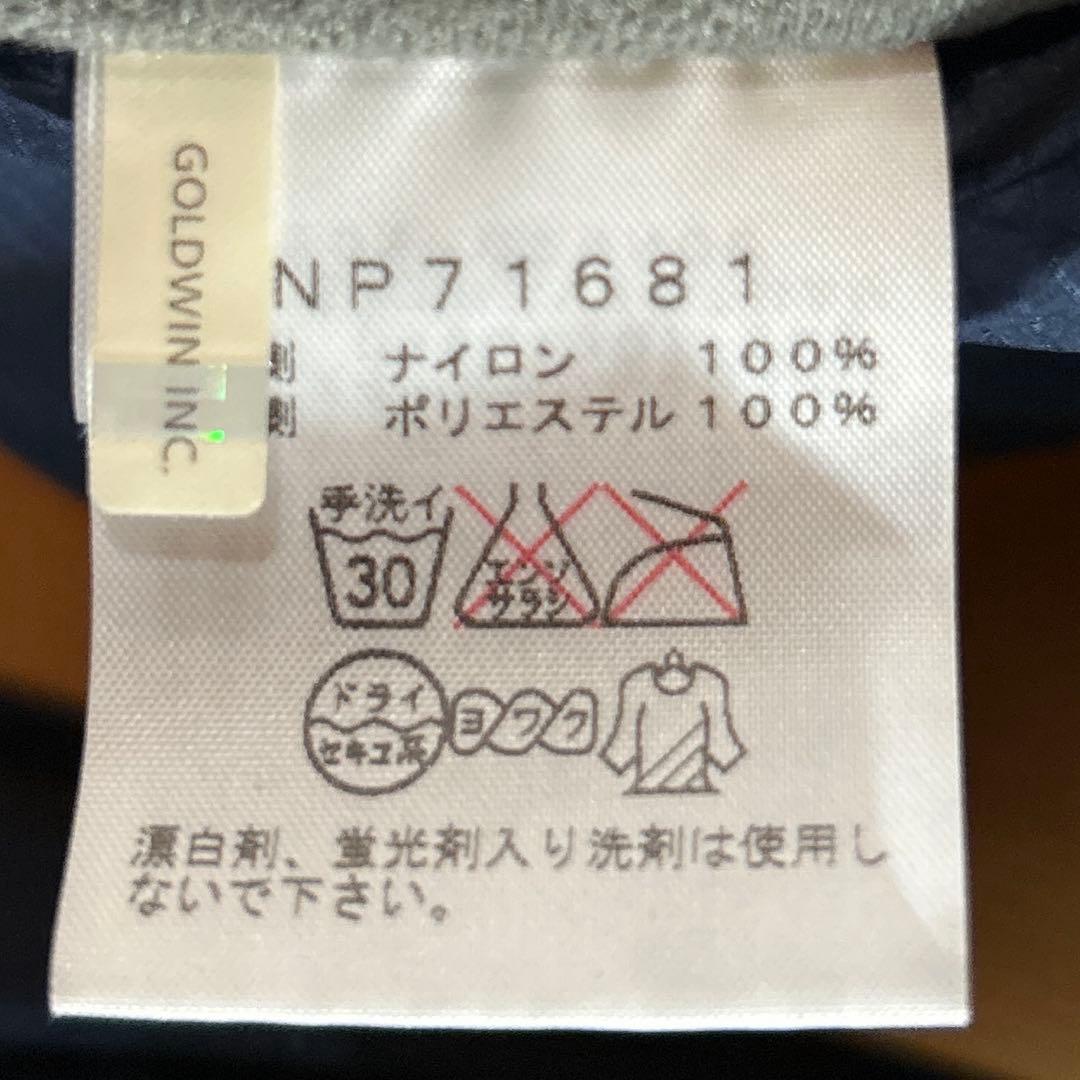 GOLDWIN INC.
NP71681
ナイロン 100%
ポリエステル 100%
手洗イ
30
エンソ
サラシ
ドライ
セキユ系
ヨワク
漂白剤、蛍光剤入り洗剤は使用し
ないで下さい。